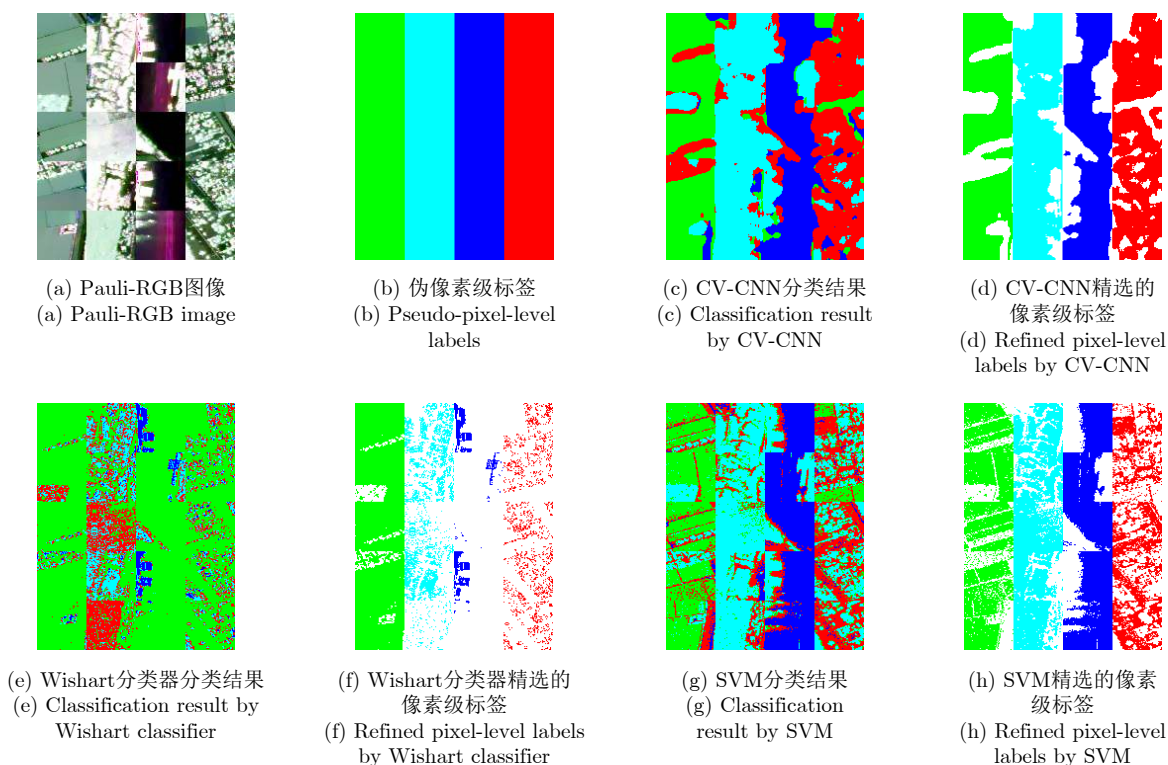 (a) Pauli-RGB图像
(a) Pauli-RGB image
(b) 伪像素级标签
(b) Pseudo-pixel-level
labels
(c) CV-CNN分类结果
(c) Classification result
by CV-CNN
(d) CV-CNN精选的
像素级标签
(d) Refined pixel-level
labels by CV-CNN
(e) Wishart分类器分类结果
(e) Classification result by
Wishart classifier
(f) Wishart分类器精选的
像素级标签
(f) Refined pixel-level labels
by Wishart classifier
(g) SVM分类结果
(g) Classification
result by SVM
(h) SVM精选的像素
级标签
(h) Refined pixel-level
labels by SVM